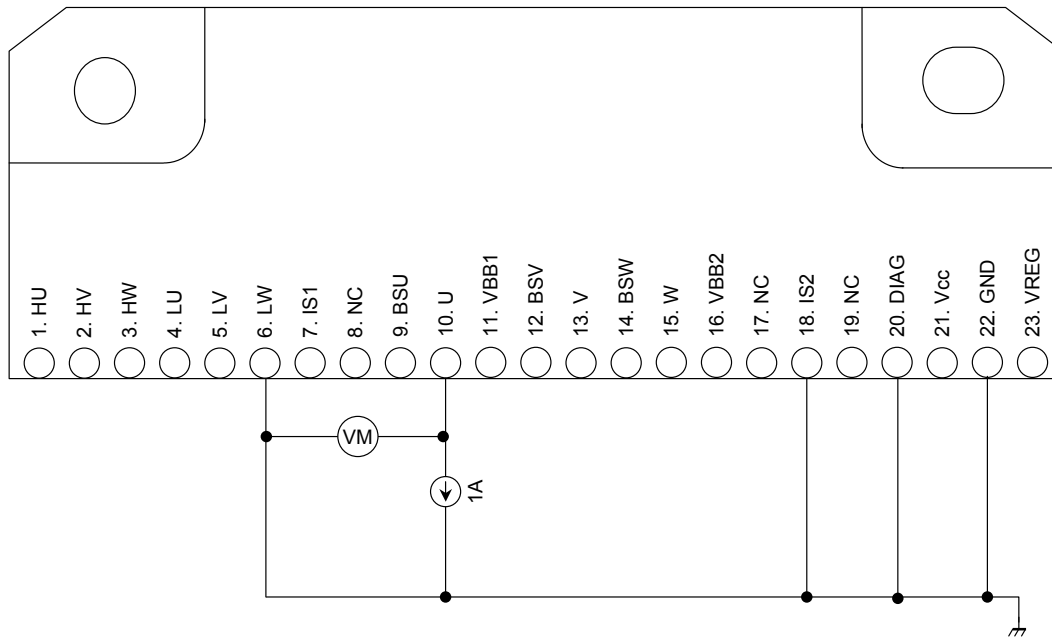 1. HU
2. HV
3. HW
4. LU
5. LV
6. LW
7. IS1
8. NC
9. BSU
10. U
11. VBB1
12. BSV
13. V
14. BSW
15. W
16. VBB2
17. NC
18. IS2
19. NC
20. DIAG
21. Vcc
22. GND
23. VREG
VM
1A